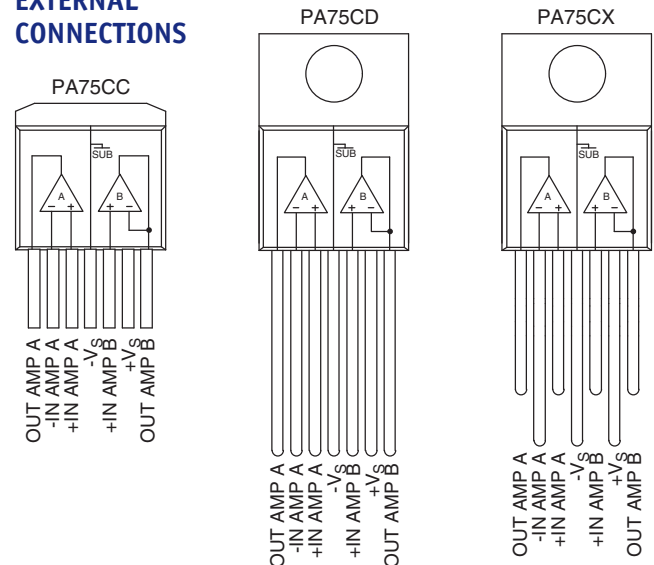 EXTERNAL
CONNECTIONS
PA75CC
SUB
A
B
- +
+ -
OUT AMP A
-IN AMP A
+IN AMP A
-VS
+IN AMP B
+VS
OUT AMP B
PA75CD
SUB
A
B
- +
+ -
OUT AMP A
-IN AMP A
+IN AMP A
-VS
+IN AMP B
+VS
OUT AMP B
PA75CX
SUB
A
B
- +
+ -
OUT AMP A
-IN AMP A
+IN AMP A
-VS
+IN AMP B
+VS
OUT AMP B